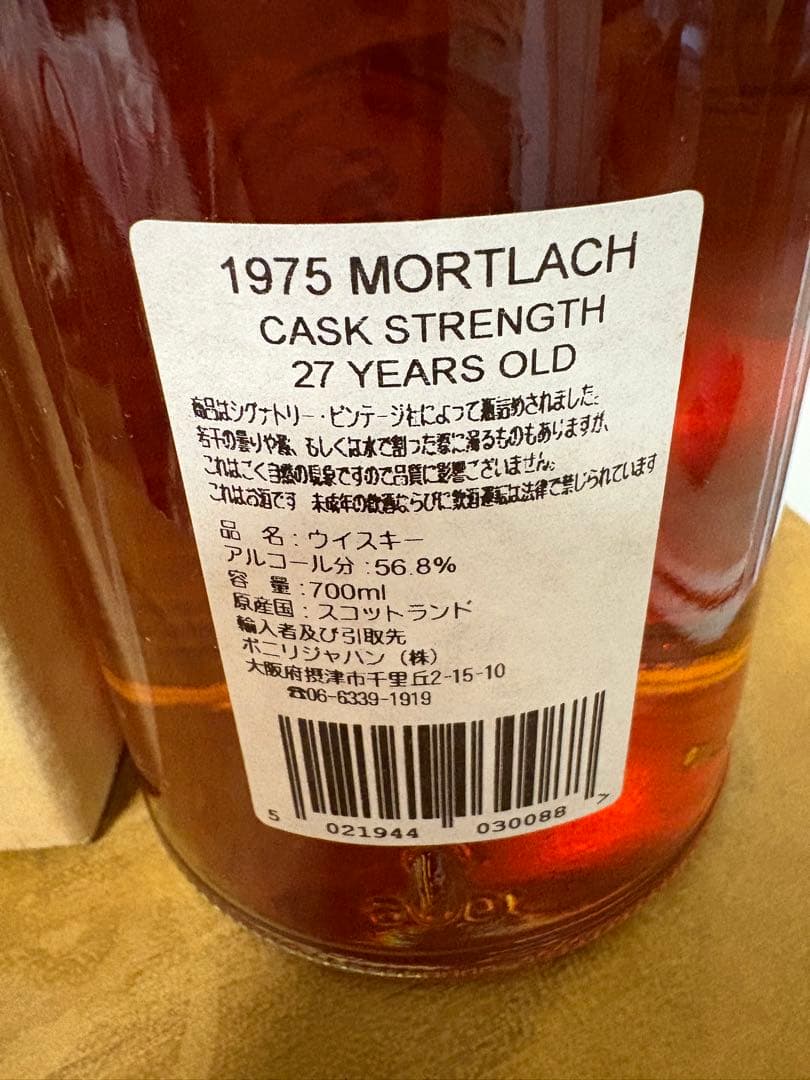 1975 MORTLACH
CASK STRENGTH
27 YEARS OLD
商品はシグナトリー・ビンテージ社によって瓶詰めされました。
若干の曇りや澱、もしくは水で割った際に濁るものもありますが、
これはごく自然の現象ですので品質に影響ございません。
これはお酒です 未成年の飲酒ならびに飲酒運転は法律で禁じられています
品 名:ウイスキー
アルコール分:56.8%
容 量:700ml
原産国:スコットランド
輸入者及び引取先
ボニリジャパン(株)
大阪府摂津市千里丘2-15-10
☎06-6339-1919
5 021944 030088 >